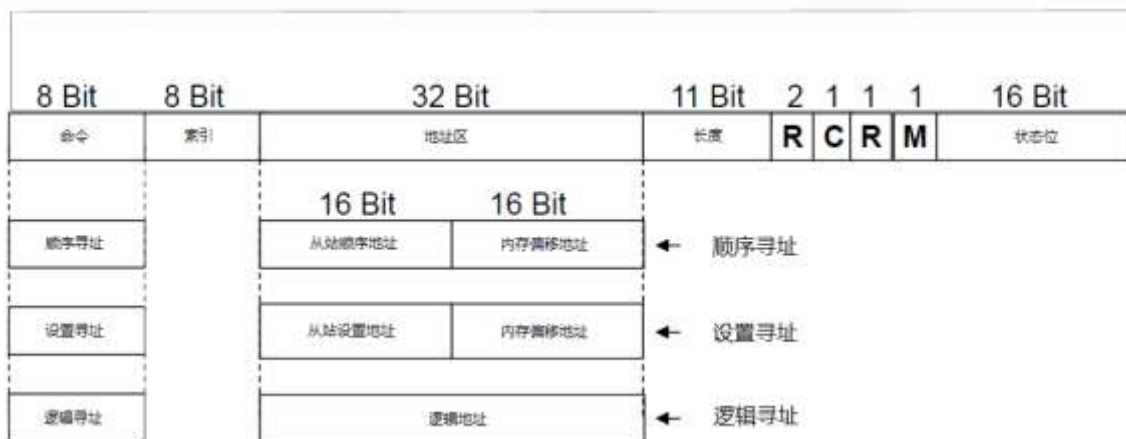 8 Bit 8 Bit 32 Bit 11 Bit 2 1 1 1 16 Bit
命令 索引 地址区 长度 R C R M 状态位
16 Bit 16 Bit
顺序寻址 从站顺序地址 内存偏移地址 顺序寻址
设置寻址 从站设置地址 内存偏移地址 设置寻址
逻辑寻址 逻辑地址 逻辑寻址